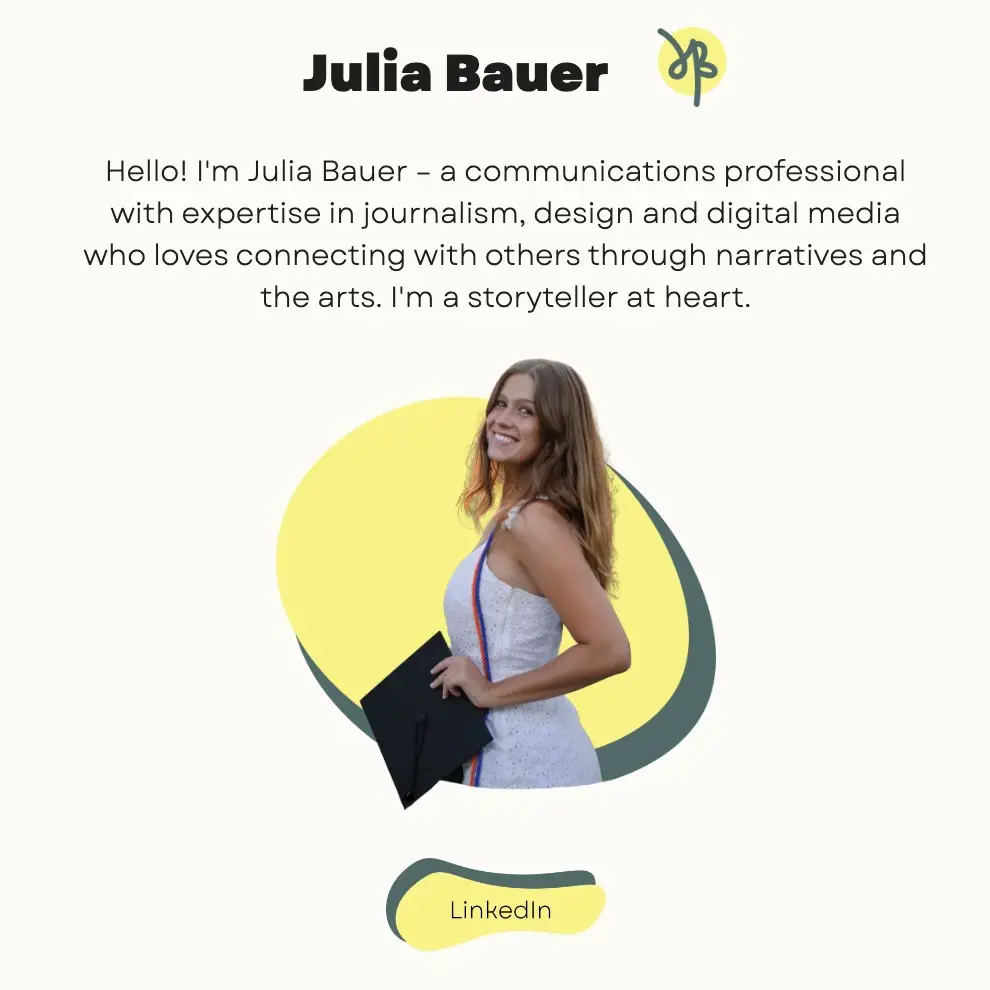 Julia Bauer
JB
Hello! I'm Julia Bauer – a communications professional
with expertise in journalism, design and digital media
who loves connecting with others through narratives and
the arts. I'm a storyteller at heart.
LinkedIn